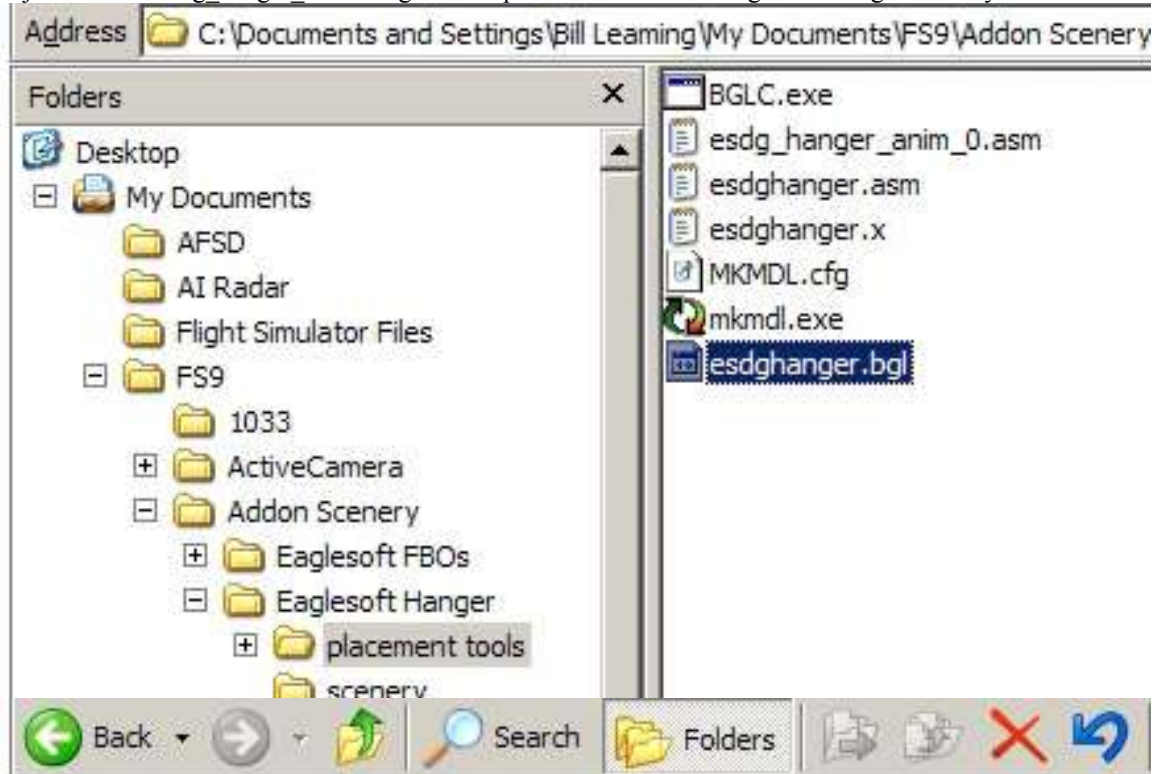 Address C:\Documents and Settings\Bill Leaming\My Documents\FS9\Addon Scenery
Folders
Desktop
My Documents
AFSD
AI Radar
Flight Simulator Files
FS9
1033
ActiveCamera
Addon Scenery
Eaglesoft FBOs
Eaglesoft Hanger
placement tools
scenery
BGLC.exe
esdg_hanger_anim_0.asm
esdghanger.asm
esdghanger.x
MKMDL.cfg
mkmdl.exe
esdghanger.bgl
Back
Search
Folders